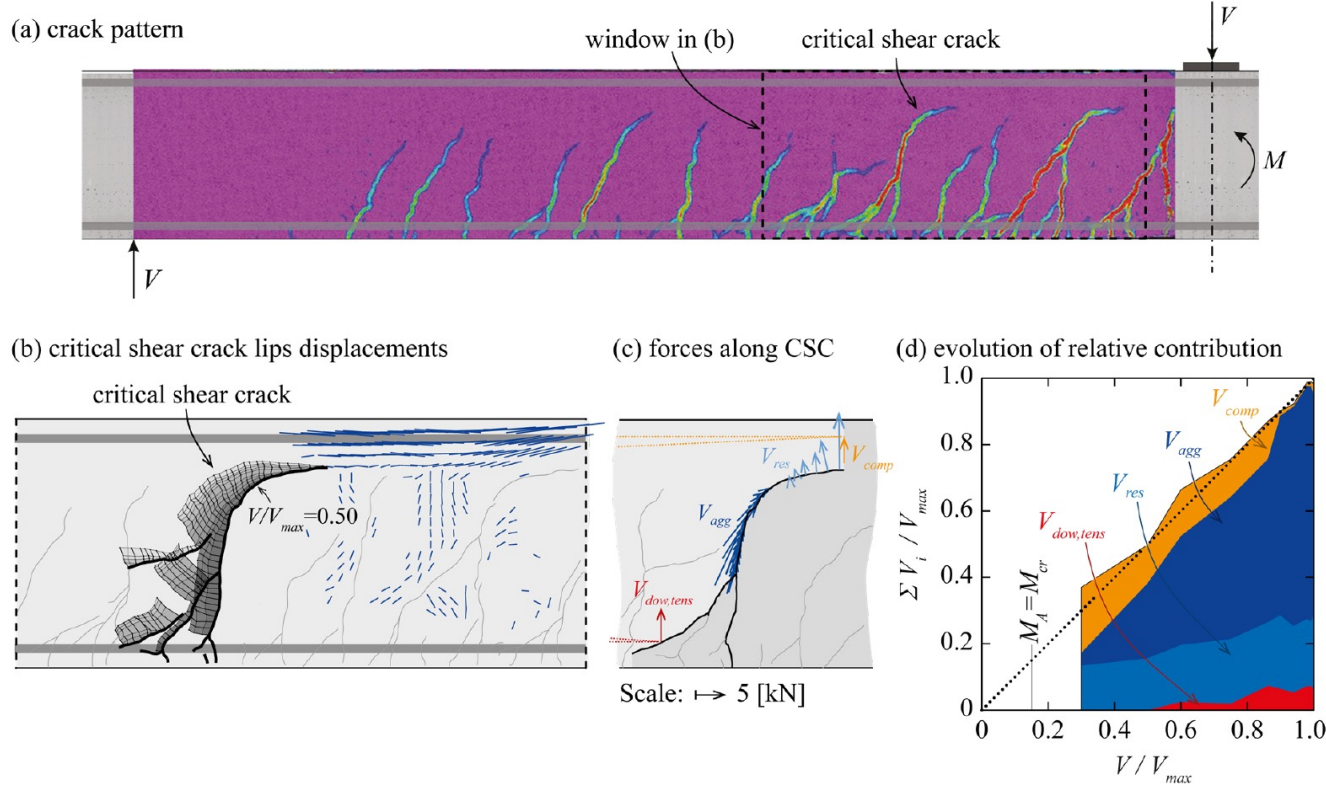 (a) crack pattern
window in (b)
critical shear crack
V
M
V
(b) critical shear crack lips displacements
critical shear crack
V/Vmax=0.50
(c) forces along CSC
Vres
Vcomp
Vagg
Vdow,tens
Scale: ↦ 5 [kN]
(d) evolution of relative contribution
1.0
0.8
0.6
0.4
0.2
0
Σ Vi / Vmax
Vcomp
Vagg
Vres
Vdow,tens
MA = Mcr
0 0.2 0.4 0.6 0.8 1.0
V / Vmax